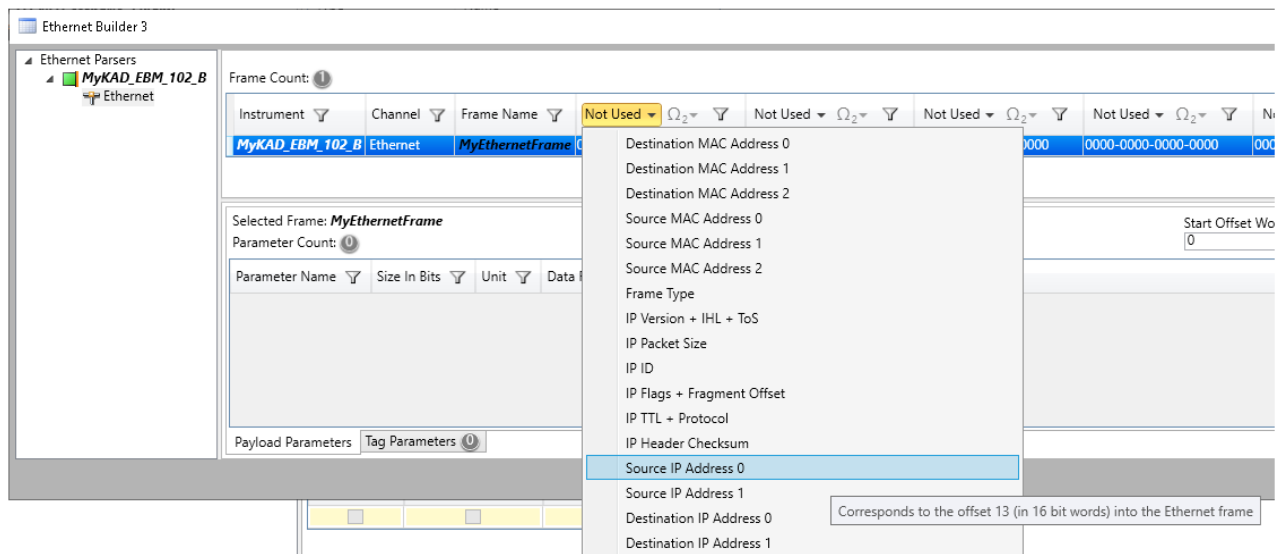 Ethernet Builder 3
Ethernet Parsers
MyKAD_EBM_102_B
Ethernet
Frame Count: 1
Instrument Channel Frame Name Not Used Ω2 Not Used Ω2 Not Used Ω2 Not Used Ω2
MyKAD_EBM_102_B Ethernet MyEthernetFrame 0000 0000-0000-0000-0000 000
Destination MAC Address 0
Destination MAC Address 1
Destination MAC Address 2
Source MAC Address 0
Source MAC Address 1
Source MAC Address 2
Frame Type
IP Version + IHL + ToS
IP Packet Size
IP ID
IP Flags + Fragment Offset
IP TTL + Protocol
IP Header Checksum
Source IP Address 0
Source IP Address 1
Destination IP Address 0
Destination IP Address 1
Selected Frame: MyEthernetFrame
Start Offset Wo
Parameter Count: 0
0
Parameter Name Size In Bits Unit Data
Payload Parameters Tag Parameters 0
Corresponds to the offset 13 (in 16 bit words) into the Ethernet frame